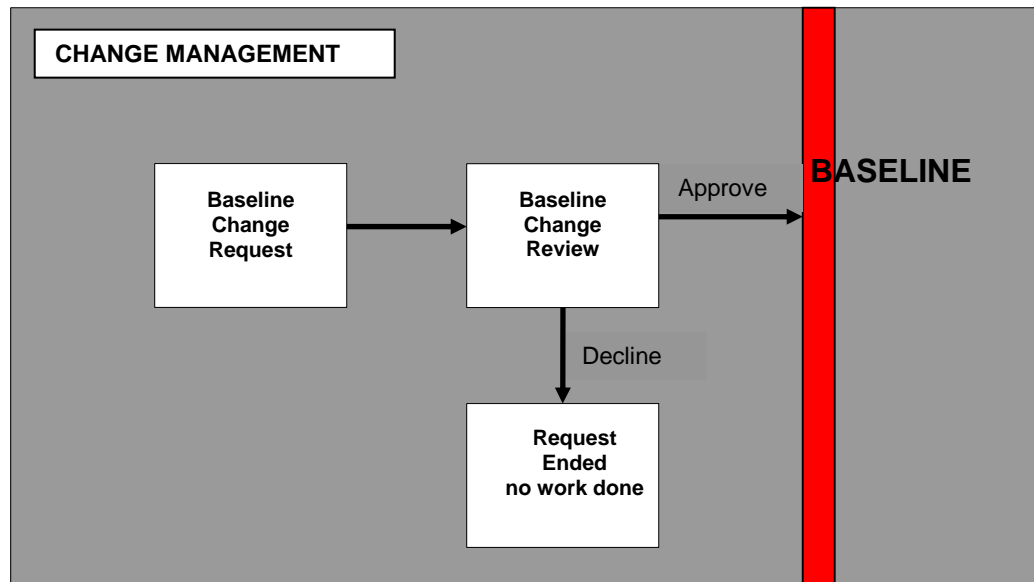 CHANGE MANAGEMENT
BASELINE
Baseline
Change
Request
Baseline
Change
Review
Approve
Decline
Request
Ended
no work done